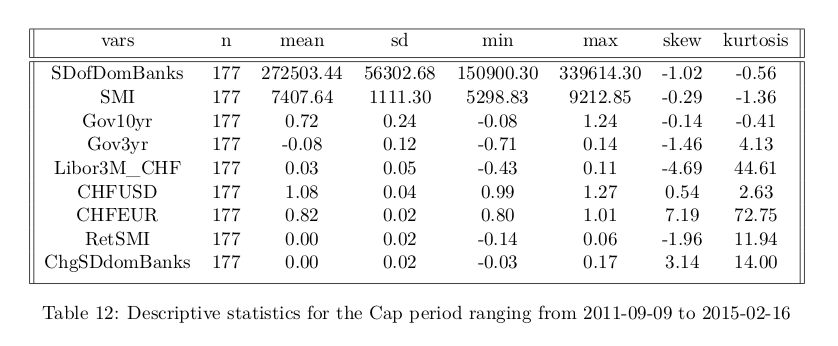 vars n mean sd min max skew kurtosis
SDofDomBanks 177 272503.44 56302.68 150900.30 339614.30 -1.02 -0.56
SMI 177 7407.64 1111.30 5298.83 9212.85 -0.29 -1.36
Gov10yr 177 0.72 0.24 -0.08 1.24 -0.14 -0.41
Gov3yr 177 -0.08 0.12 -0.71 0.14 -1.46 4.13
Libor3M_CHF 177 0.03 0.05 -0.43 0.11 -4.69 44.61
CHFUSD 177 1.08 0.04 0.99 1.27 0.54 2.63
CHFEUR 177 0.82 0.02 0.80 1.01 7.19 72.75
RetSMI 177 0.00 0.02 -0.14 0.06 -1.96 11.94
ChgSDdomBanks 177 0.00 0.02 -0.03 0.17 3.14 14.00
Table 12: Descriptive statistics for the Cap period ranging from 2011-09-09 to 2015-02-16